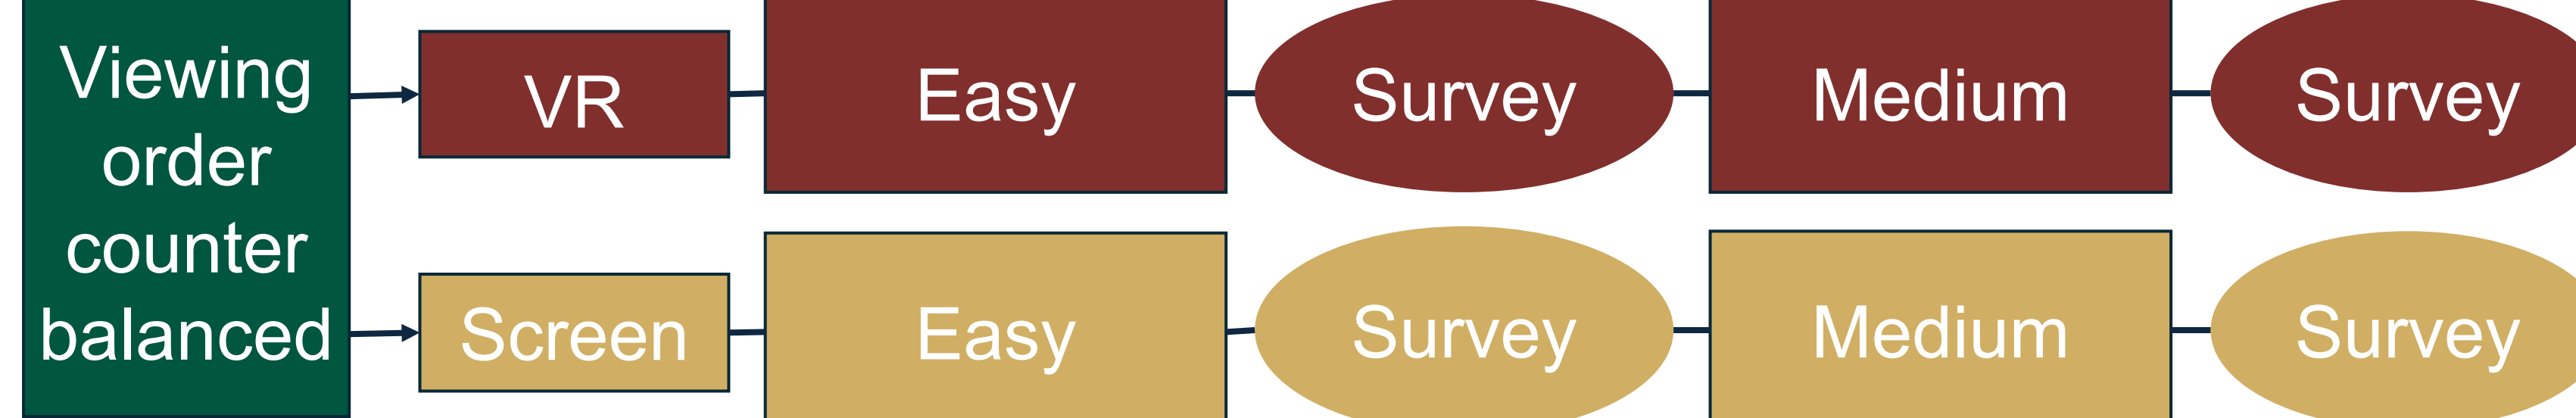 Viewing
order
counter
balanced
VR
Easy
Survey
Medium
Survey
Screen
Easy
Survey
Medium
Survey